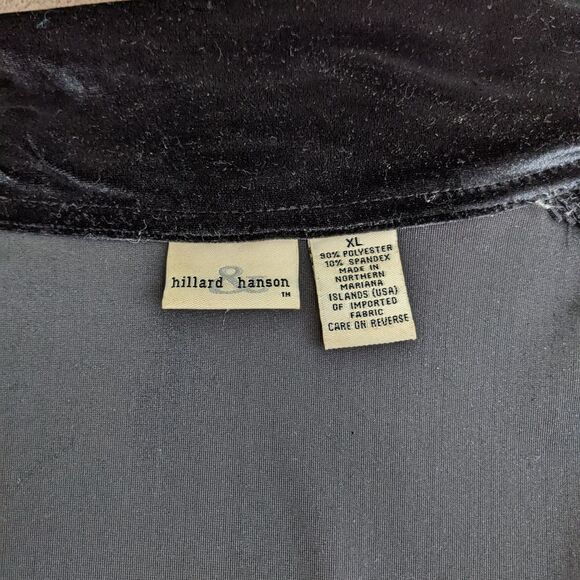 hillard & hanson
TM
XL
90% POLYESTER
10% SPANDEX
MADE IN
NORTHERN
MARIANA
ISLANDS (USA)
OF IMPORTED
FABRIC
CARE ON REVERSE